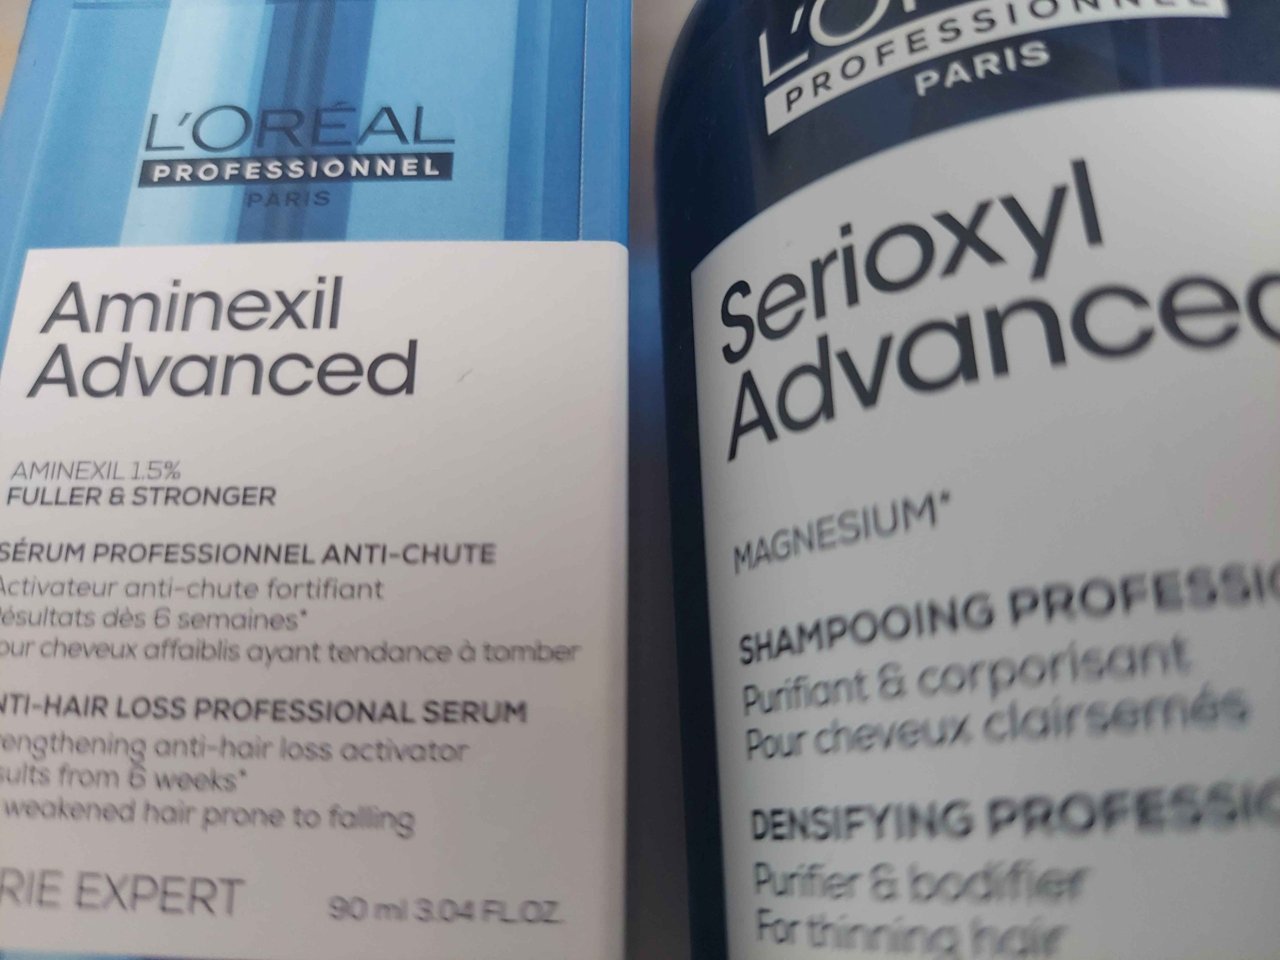 L'ORÉAL
PROFESSIONNEL
PARIS
Aminexil
Advanced
AMINEXIL 1.5%
FULLER & STRONGER
SÉRUM PROFESSIONNEL ANTI-CHUTE
Activateur anti-chute fortifiant
ésultats dès 6 semaines*
our cheveux affaiblis ayant tendance à tomber
NTI-HAIR LOSS PROFESSIONAL SERUM
rengthening anti-hair loss activator
sults from 6 weeks*
weakened hair prone to falling
RIE EXPERT
90 ml 3.04 FL.OZ.
PROFESSIONNEL
PARIS
Serioxyl
Advanced
MAGNESIUM*
SHAMPOOING PROFESSIO
Purifiant & corporisant
Pour cheveux clairsemés
DENSIFYING PROFESSIO
Purifier & bodifier
For thinning hair